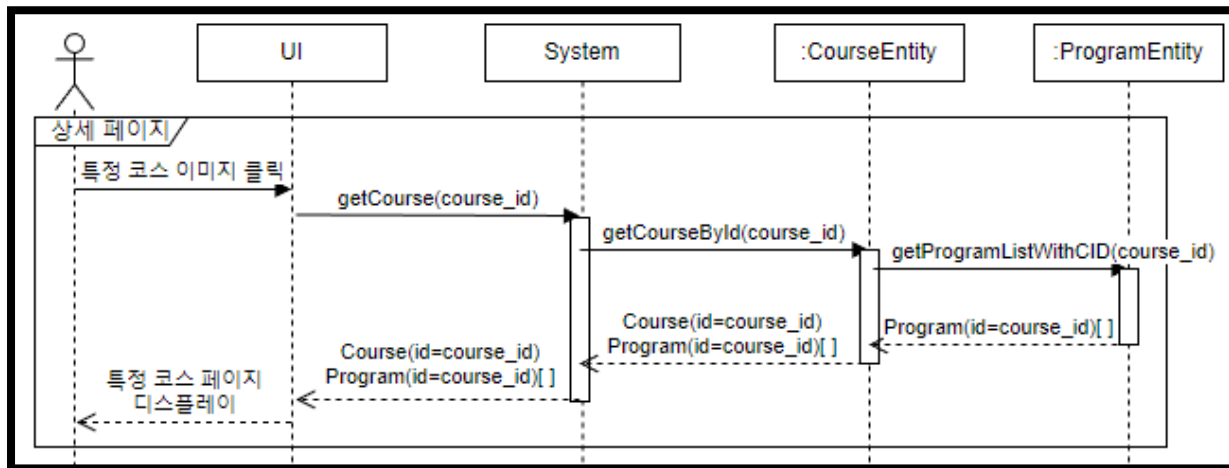 UI
System
:CourseEntity
:ProgramEntity
상세 페이지
특정 코스 이미지 클릭
getCourse(course_id)
getCourseById(course_id)
getProgramListWithCID(course_id)
Program(id=course_id)[ ]
Course(id=course_id)
Program(id=course_id)[ ]
Course(id=course_id)
Program(id=course_id)[ ]
특정 코스 페이지
디스플레이